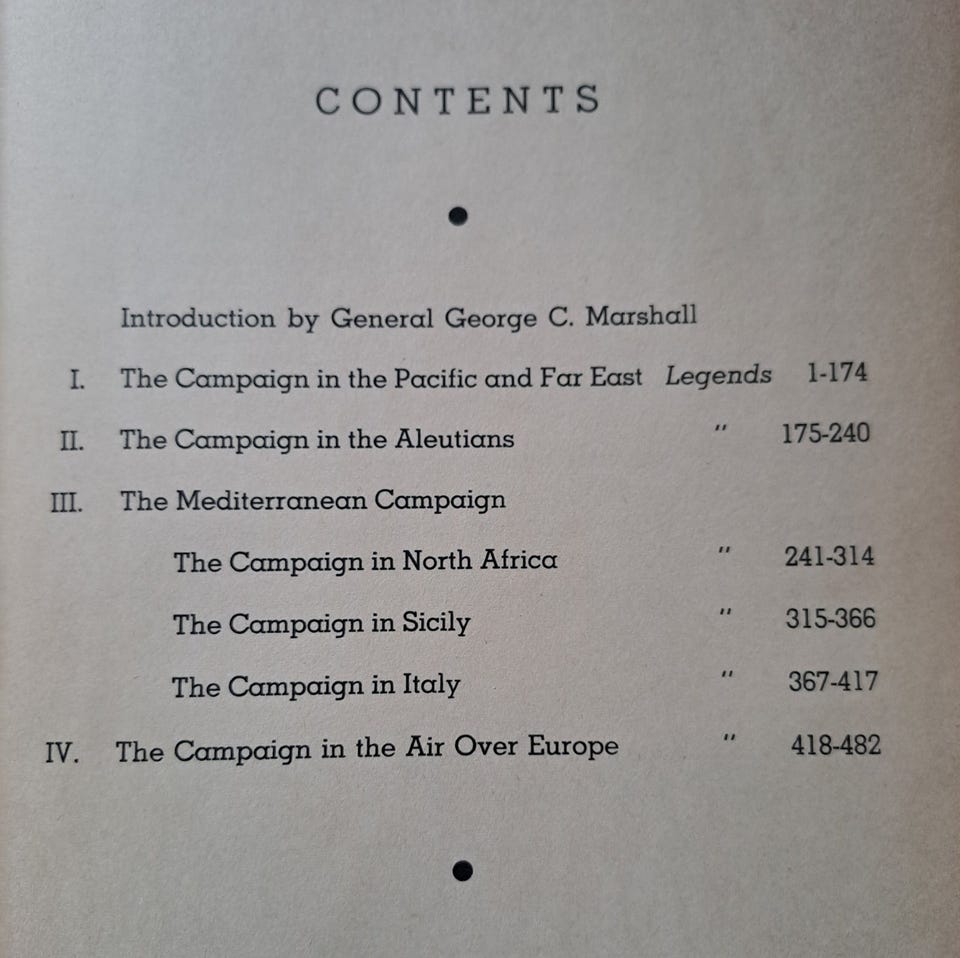 CONTENTS
Introduction by General George C. Marshall
I. The Campaign in the Pacific and Far East Legends 1-174
II. The Campaign in the Aleutians " 175-240
III. The Mediterranean Campaign
The Campaign in North Africa " 241-314
The Campaign in Sicily " 315-366
The Campaign in Italy " 367-417
IV. The Campaign in the Air Over Europe " 418-482